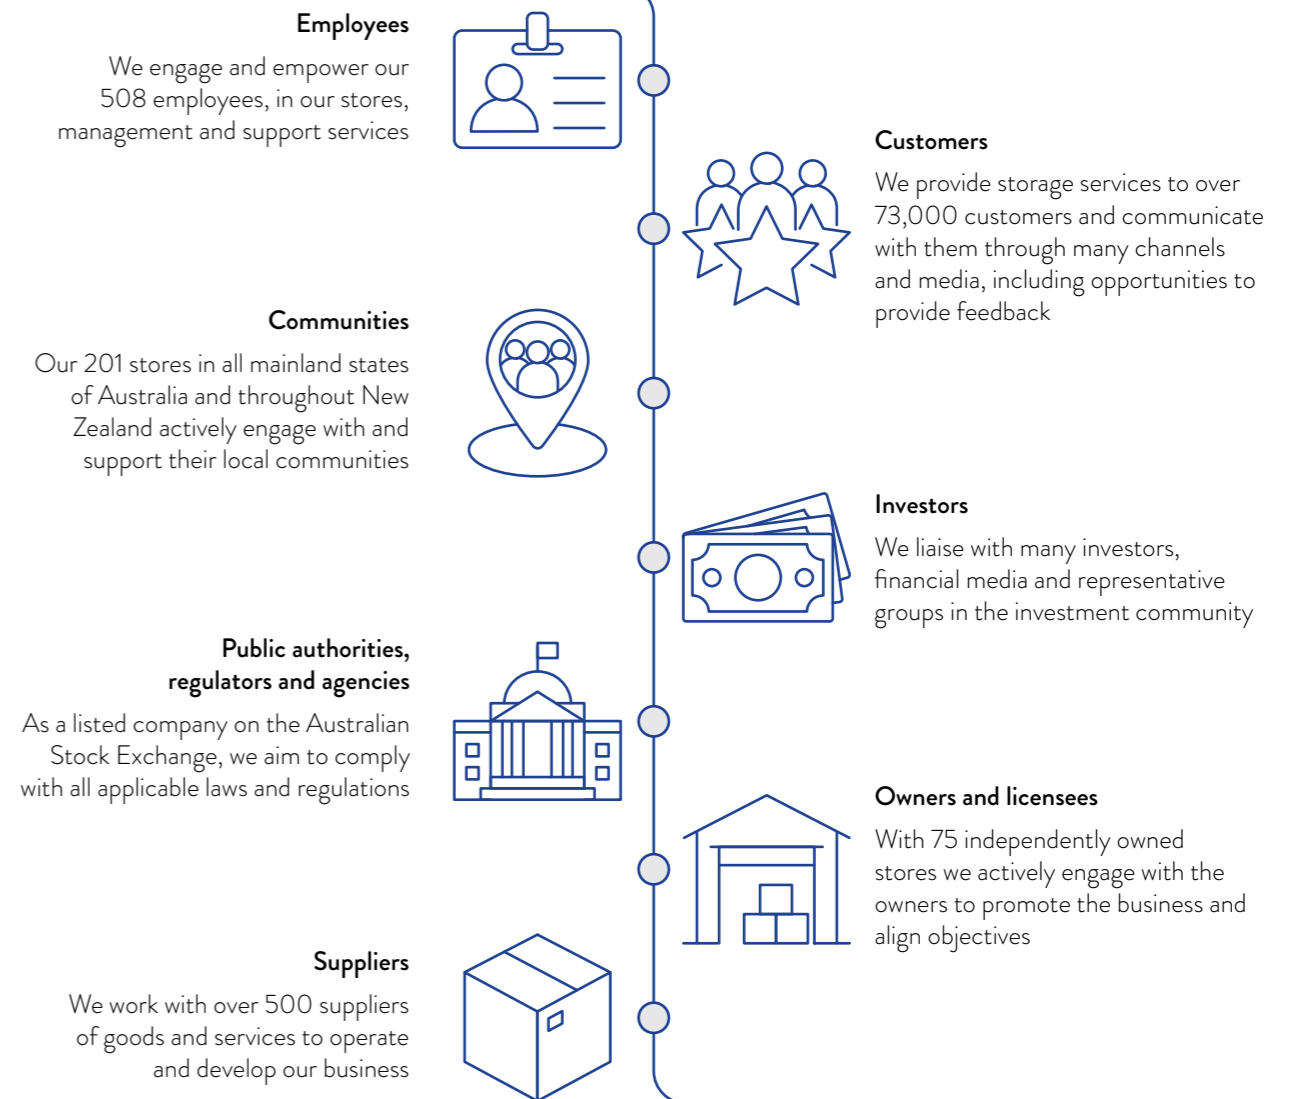 Employees
We engage and empower our
508 employees, in our stores,
management and support services
Customers
We provide storage services to over
73,000 customers and communicate
with them through many channels
and media, including opportunities to
provide feedback
Communities
Our 201 stores in all mainland states
of Australia and throughout New
Zealand actively engage with and
support their local communities
Investors
We liaise with many investors,
financial media and representative
groups in the investment community
Public authorities,
regulators and agencies
As a listed company on the Australian
Stock Exchange, we aim to comply
with all applicable laws and regulations
Owners and licensees
With 75 independently owned
stores we actively engage with the
owners to promote the business and
align objectives
Suppliers
We work with over 500 suppliers
of goods and services to operate
and develop our business